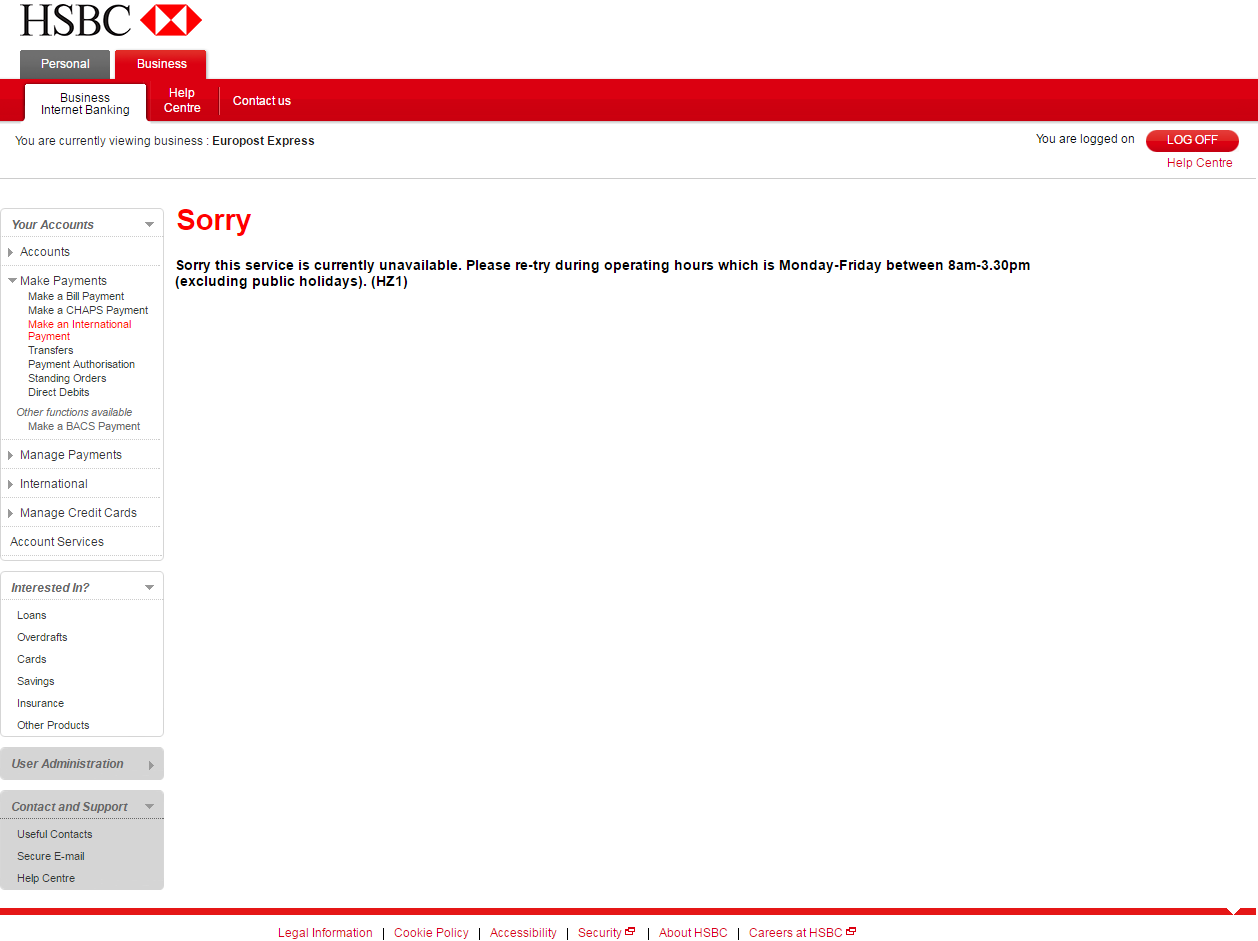 HSBC
Personal
Business
Business
Internet Banking
Help
Centre
Contact us
You are currently viewing business : Europost Express
You are logged on
LOG OFF
Help Centre
Your Accounts
Accounts
Make Payments
Make a Bill Payment
Make a CHAPS Payment
Make an International
Payment
Transfers
Payment Authorisation
Standing Orders
Direct Debits
Other functions available
Make a BACS Payment
Manage Payments
International
Manage Credit Cards
Account Services
Interested In?
Loans
Overdrafts
Cards
Savings
Insurance
Other Products
User Administration
Contact and Support
Useful Contacts
Secure E-mail
Help Centre
Sorry
Sorry this service is currently unavailable. Please re-try during operating hours which is Monday-Friday between 8am-3.30pm
(excluding public holidays). (HZ1)
Legal Information | Cookie Policy | Accessibility | Security | About HSBC | Careers at HSBC